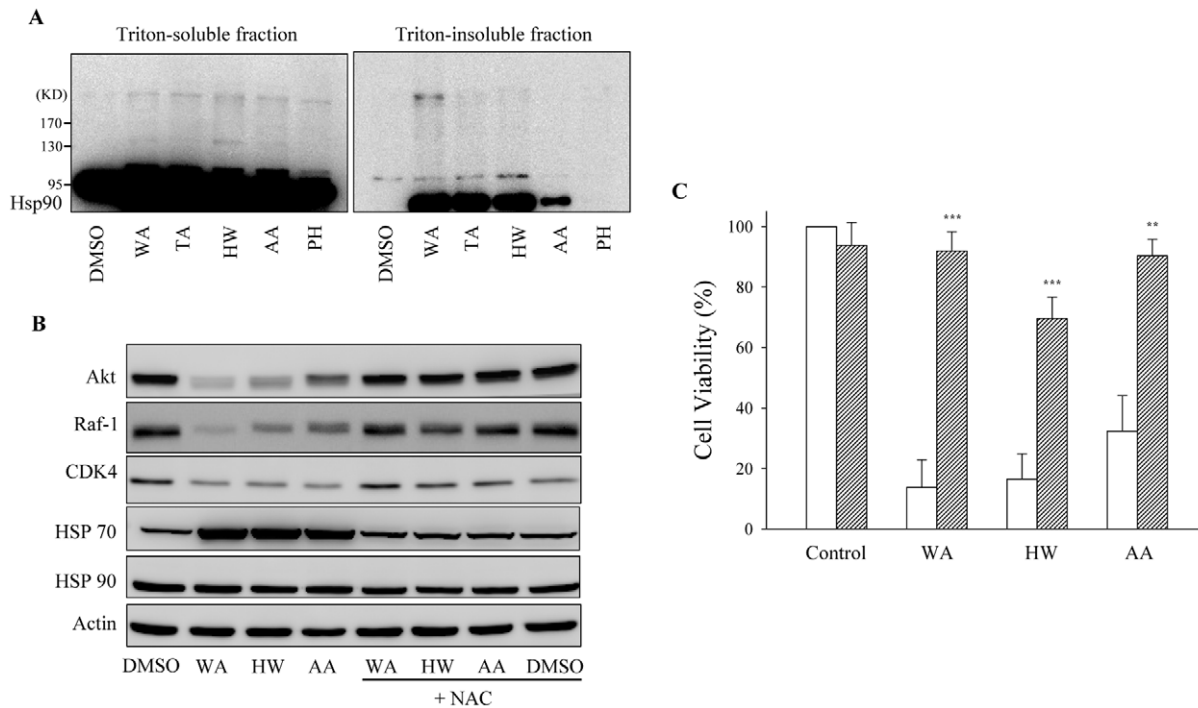 A
Triton-soluble fraction
Triton-insoluble fraction
(KD)
170
130
95
Hsp90
DMSO
WA
TA
HW
AA
PH
DMSO
WA
TA
HW
AA
PH
B
Akt
Raf-1
CDK4
HSP 70
HSP 90
Actin
DMSO WA HW AA WA HW AA DMSO
+ NAC
C
Cell Viability (%)
100
80
60
40
20
0
***
***
**
Control WA HW AA